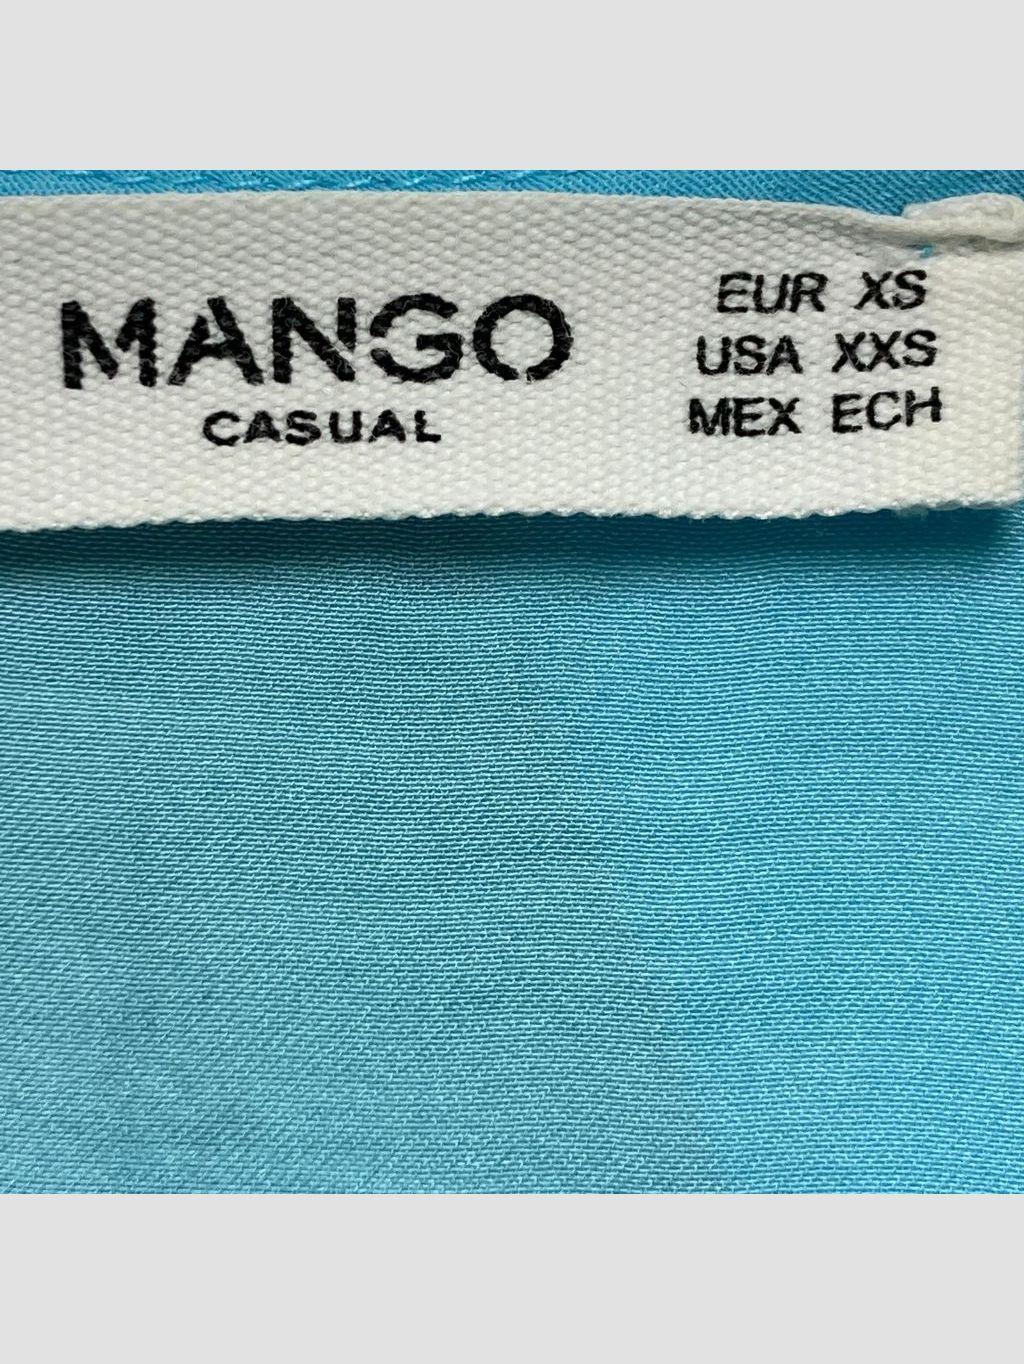 MANGO
CASUAL
EUR XS
USA XXS
MEX ECH